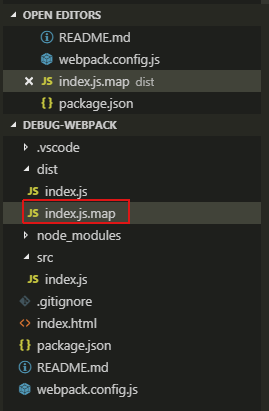 OPEN EDITORS
README.md
webpack.config.js
JS index.js.map dist
{} package.json
DEBUG-WEBPACK
.vscode
dist
JS index.js
JS index.js.map
node_modules
src
JS index.js
.gitignore
<> index.html
JS package.json
README.md
webpack.config.js